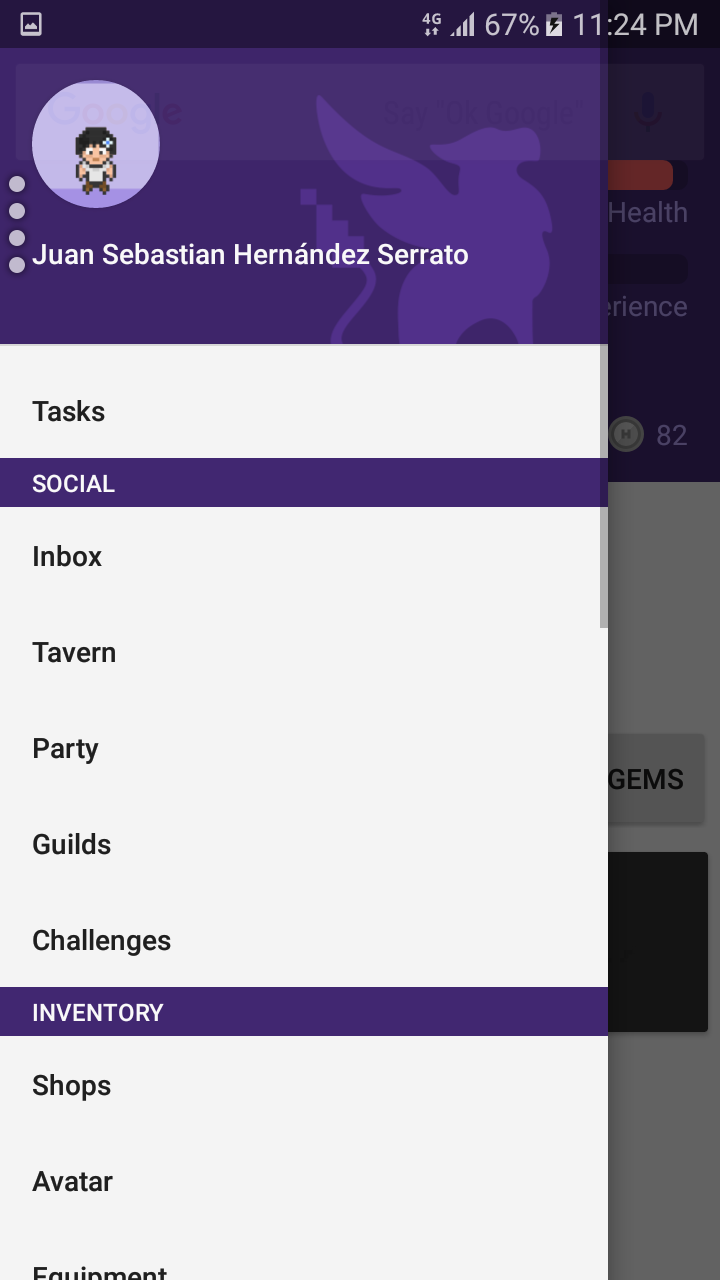 4G 67% 11:24 PM
Google Say "Ok Google"
Health
Juan Sebastian Hernández Serrato
erience
Tasks
82
SOCIAL
Inbox
Tavern
Party
GEMS
Guilds
Challenges
INVENTORY
Shops
Avatar
Equipment